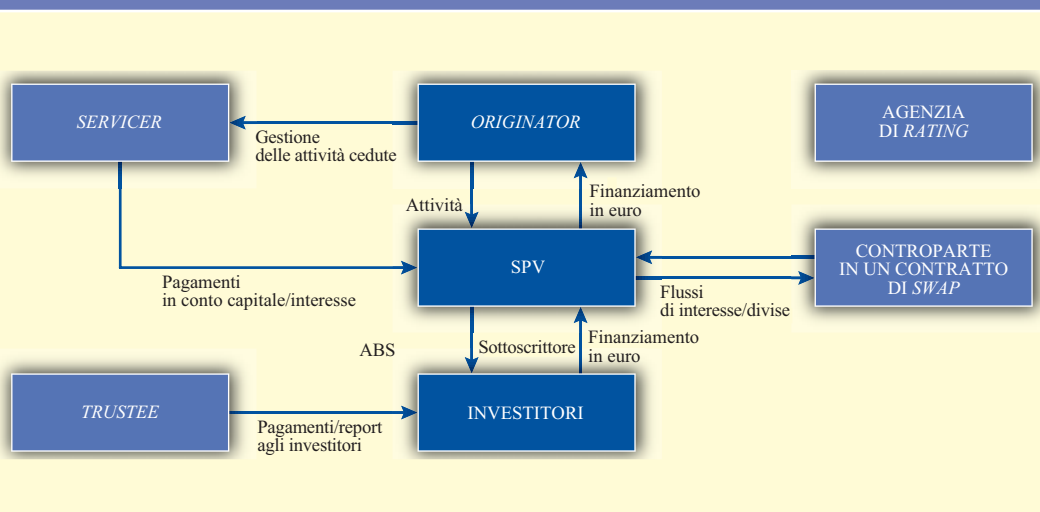 SERVICER
ORIGINATOR
AGENZIA
DI RATING
Gestione
delle attività cedute
Attività
Finanziamento
in euro
SPV
CONTROPARTE
IN UN CONTRATTO
DI SWAP
Pagamenti
in conto capitale/interesse
Flussi
di interesse/divise
ABS
Sottoscrittore
Finanziamento
in euro
TRUSTEE
INVESTITORI
Pagamenti/report
agli investitori